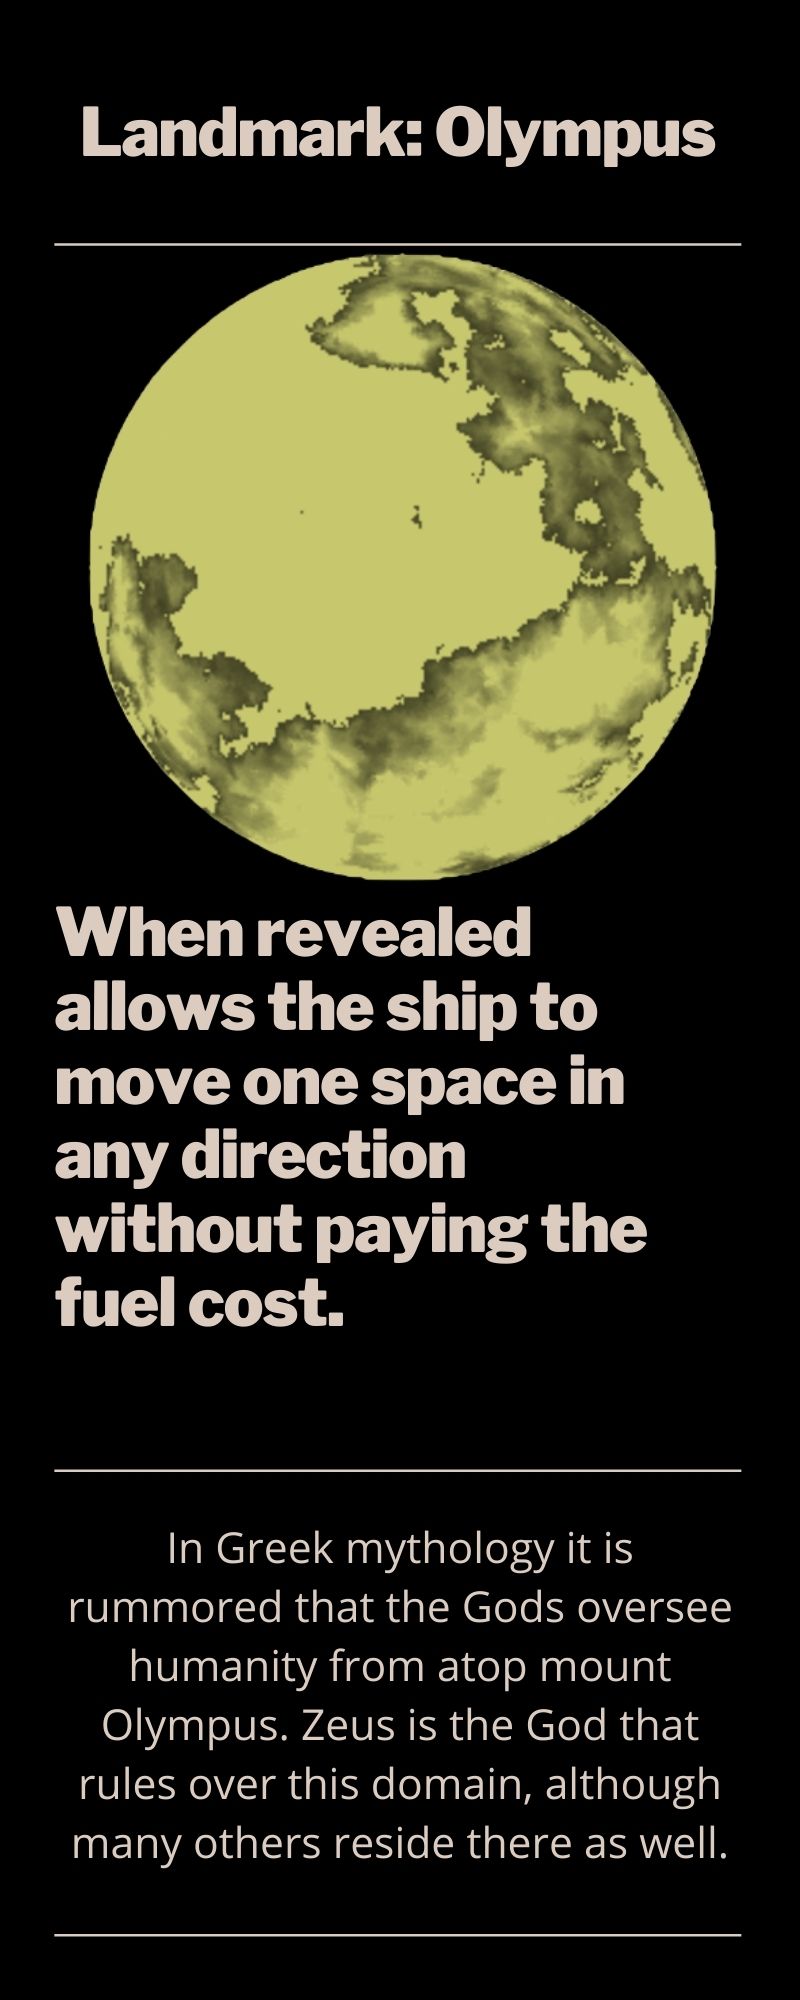 Landmark: Olympus
When revealed
allows the ship to
move one space in
any direction
without paying the
fuel cost.
In Greek mythology it is
rummored that the Gods oversee
humanity from atop mount
Olympus. Zeus is the God that
rules over this domain, although
many others reside there as well.